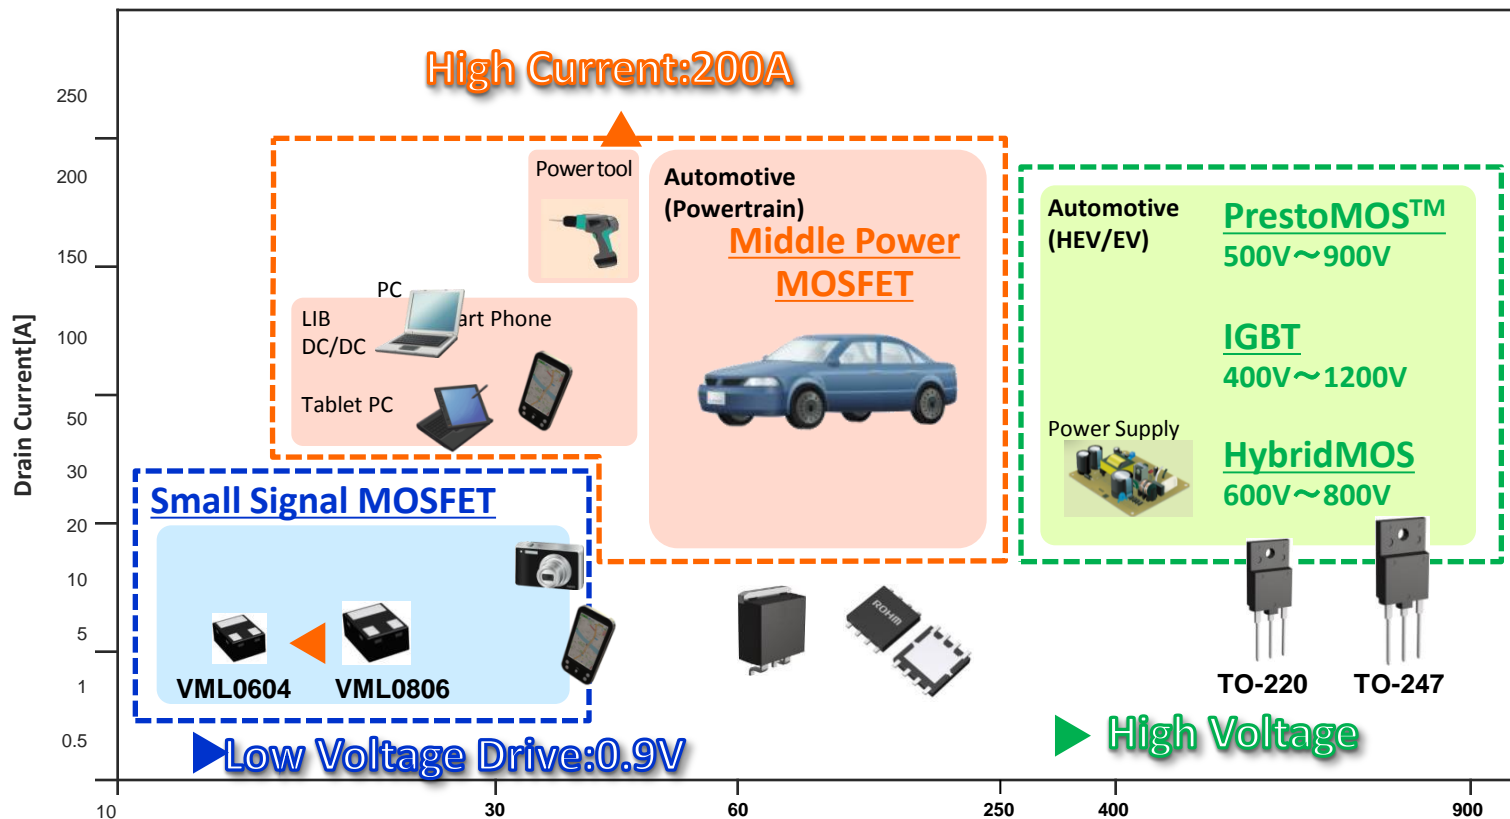 High Current:200A
250
200
150
100
50
30
20
10
5
1
0.5
Drain Current[A]
Power tool
Automotive
(Powertrain)
Middle Power
MOSFET
PC
LIB
DC/DC
art Phone
Tablet PC
Automotive
(HEV/EV)
PrestoMOS™
500V～900V
IGBT
400V～1200V
Power Supply
HybridMOS
600V～800V
Small Signal MOSFET
VML0604
VML0806
ROHM
TO-220
TO-247
Low Voltage Drive:0.9V
High Voltage
10
30
60
250
400
900